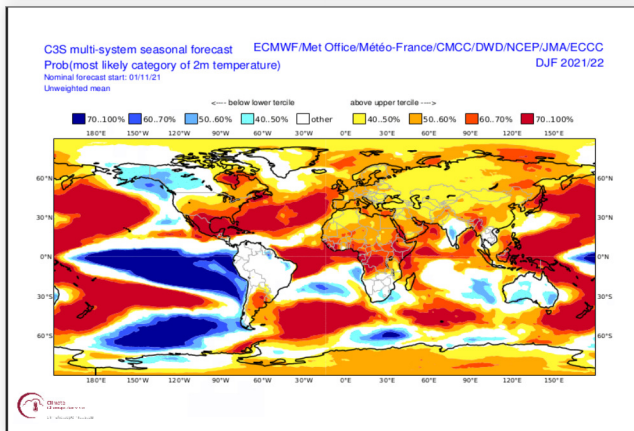 C3S multi-system seasonal forecast ECMWF/Met Office/Météo-France/CMCC/DWD/NCEP/JMA/ECCC
Prob(most likely category of 2m temperature) DJF 2021/22
Nominal forecast start: 01/11/21
Unweighted mean
<---- below lower tercile above upper tercile ---->
70..100% 60..70% 50..60% 40..50% other 40..50% 50..60% 60..70% 70..100%
180°E 150°W 120°W 90°W 60°W 30°W 0°E 30°E 60°E 90°E 120°E 150°E
60°N 60°N
30°N 30°N
0°N 0°N
30°S 30°S
60°S 60°S
180°E 150°W 120°W 90°W 60°W 30°W 0°E 30°E 60°E 90°E 120°E 150°E